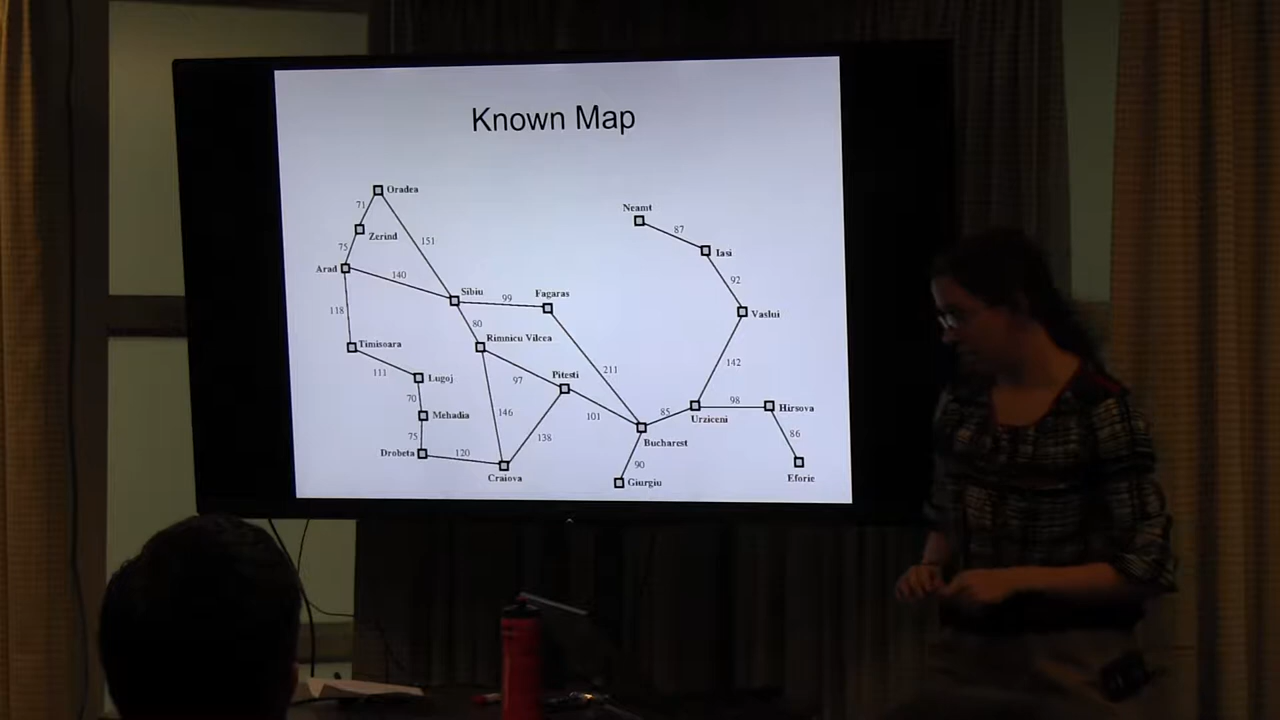 Known Map
Oradea
71
Neamt
87
Zerind
151
75
Iasi
Arad
140
92
Sibiu
99
Fagaras
118
Vaslui
80
Rimnicu Vilcea
Timisoara
142
111
Lugoj
97
Pitesti
211
70
98
Mehadia
146
101
85
Urziceni
Hirsova
75
138
Bucharest
86
Drobeta
120
90
Craiova
Giurgiu
Eforie